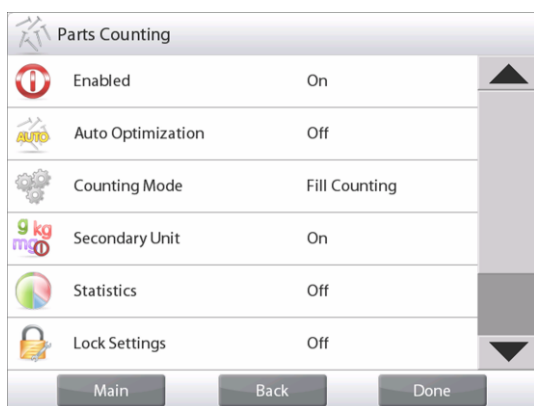 Parts Counting
Enabled On
AUTO Auto Optimization Off
Counting Mode Fill Counting
g kg
mg Secondary Unit On
Statistics Off
Lock Settings Off
Main Back Done